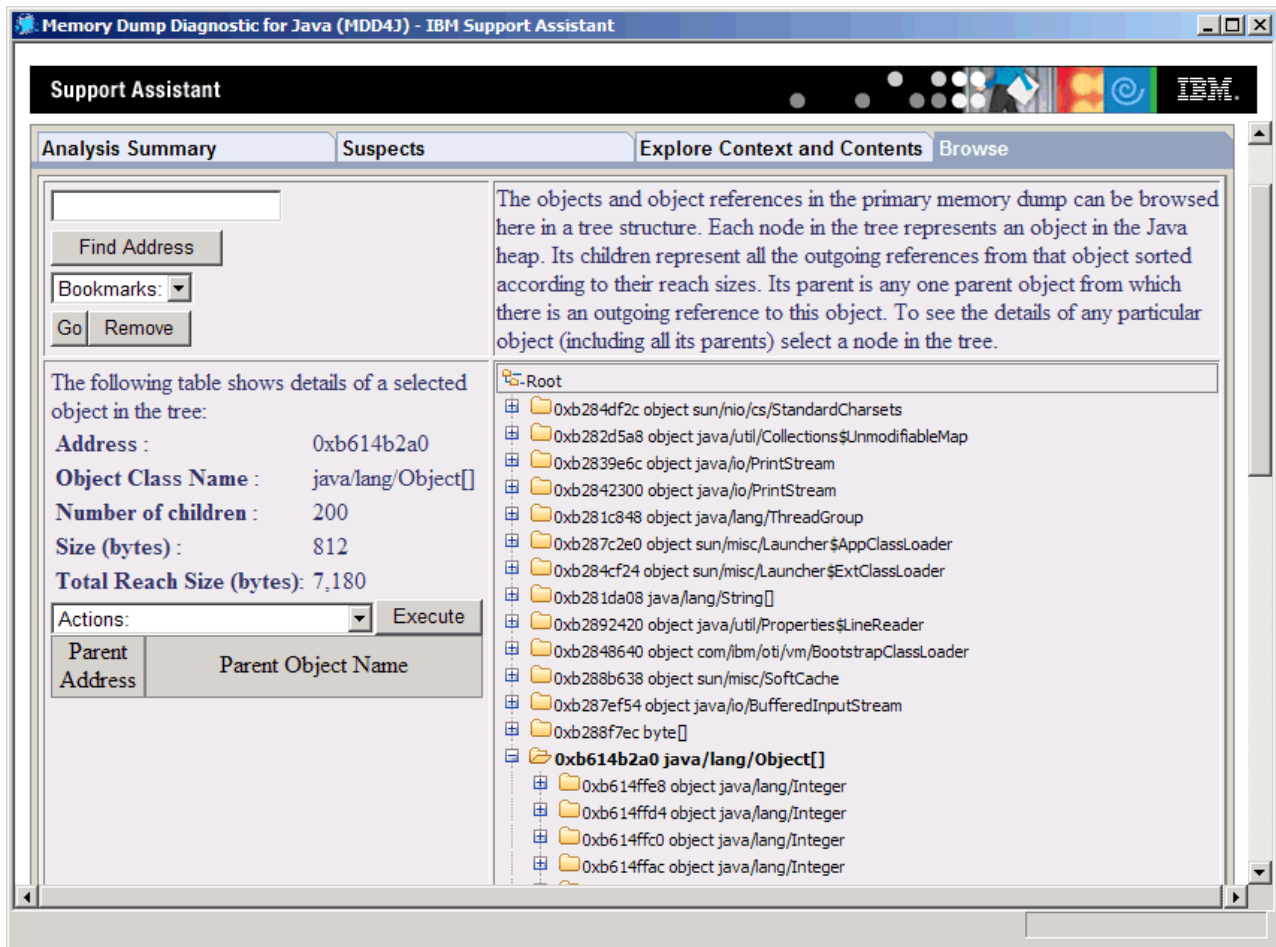 Memory Dump Diagnostic for Java (MDD4J) - IBM Support Assistant
Support Assistant
IBM.
Analysis Summary
Suspects
Explore Context and Contents
Browse
Find Address
Bookmarks:
Go
Remove
The objects and object references in the primary memory dump can be browsed
here in a tree structure. Each node in the tree represents an object in the Java
heap. Its children represent all the outgoing references from that object sorted
according to their reach sizes. Its parent is any one parent object from which
there is an outgoing reference to this object. To see the details of any particular
object (including all its parents) select a node in the tree.
The following table shows details of a selected
object in the tree:
Address : 0xb614b2a0
Object Class Name : java/lang/Object[]
Number of children : 200
Size (bytes) : 812
Total Reach Size (bytes): 7,180
Actions:
Execute
Parent
Address
Parent Object Name
Root
0xb284df2c object sun/nio/cs/StandardCharsets
0xb282d5a8 object java/util/Collections$UnmodifiableMap
0xb2839e6c object java/io/PrintStream
0xb2842300 object java/io/PrintStream
0xb281c848 object java/lang/ThreadGroup
0xb287c2e0 object sun/misc/Launcher$AppClassLoader
0xb284cf24 object sun/misc/Launcher$ExtClassLoader
0xb281da08 java/lang/String[]
0xb2892420 object java/util/Properties$LineReader
0xb2848640 object com/ibm/oti/vm/BootstrapClassLoader
0xb288b638 object sun/misc/SoftCache
0xb287ef54 object java/io/BufferedInputStream
0xb288f7ec byte[]
0xb614b2a0 java/lang/Object[]
0xb614ffe8 object java/lang/Integer
0xb614ffd4 object java/lang/Integer
0xb614ffc0 object java/lang/Integer
0xb614ffac object java/lang/Integer